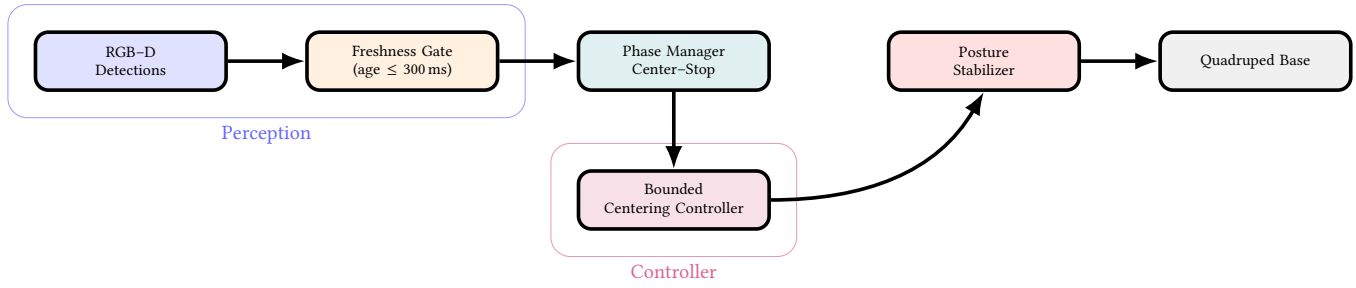 RGB–D
Detections
Freshness Gate
(age ≤ 300 ms)
Phase Manager
Center–Stop
Posture
Stabilizer
Quadruped Base
Perception
Bounded
Centering Controller
Controller